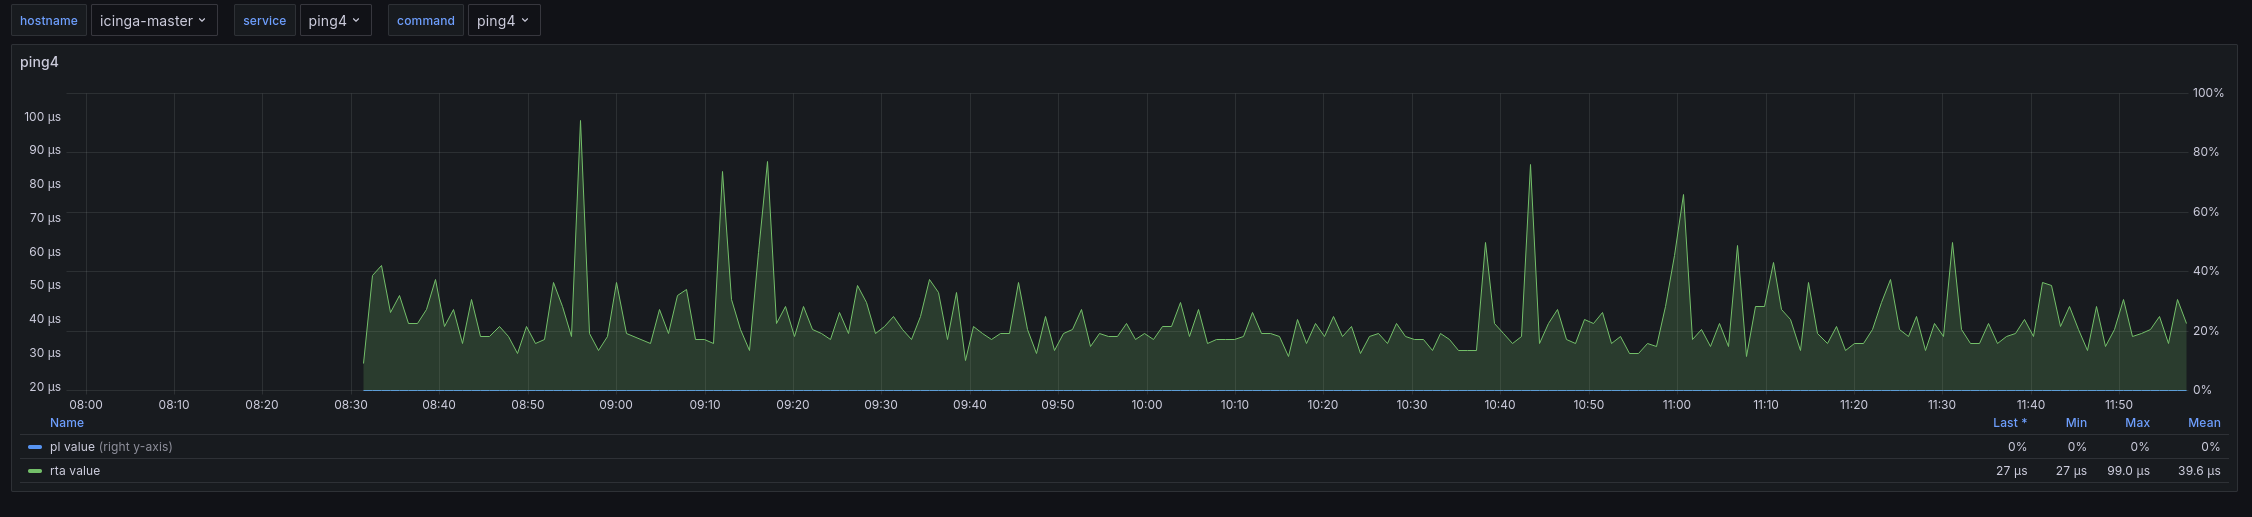 hostname icinga-master service ping4 command ping4
ping4
100 µs
90 µs
80 µs
70 µs
60 µs
50 µs
40 µs
30 µs
20 µs
100%
80%
60%
40%
20%
0%
08:00 08:10 08:20 08:30 08:40 08:50 09:00 09:10 09:20 09:30 09:40 09:50 10:00 10:10 10:20 10:30 10:40 10:50 11:00 11:10 11:20 11:30 11:40 11:50
Name Last * Min Max Mean
pl value (right y-axis) 0% 0% 0% 0%
rta value 27 µs 27 µs 99.0 µs 39.6 µs